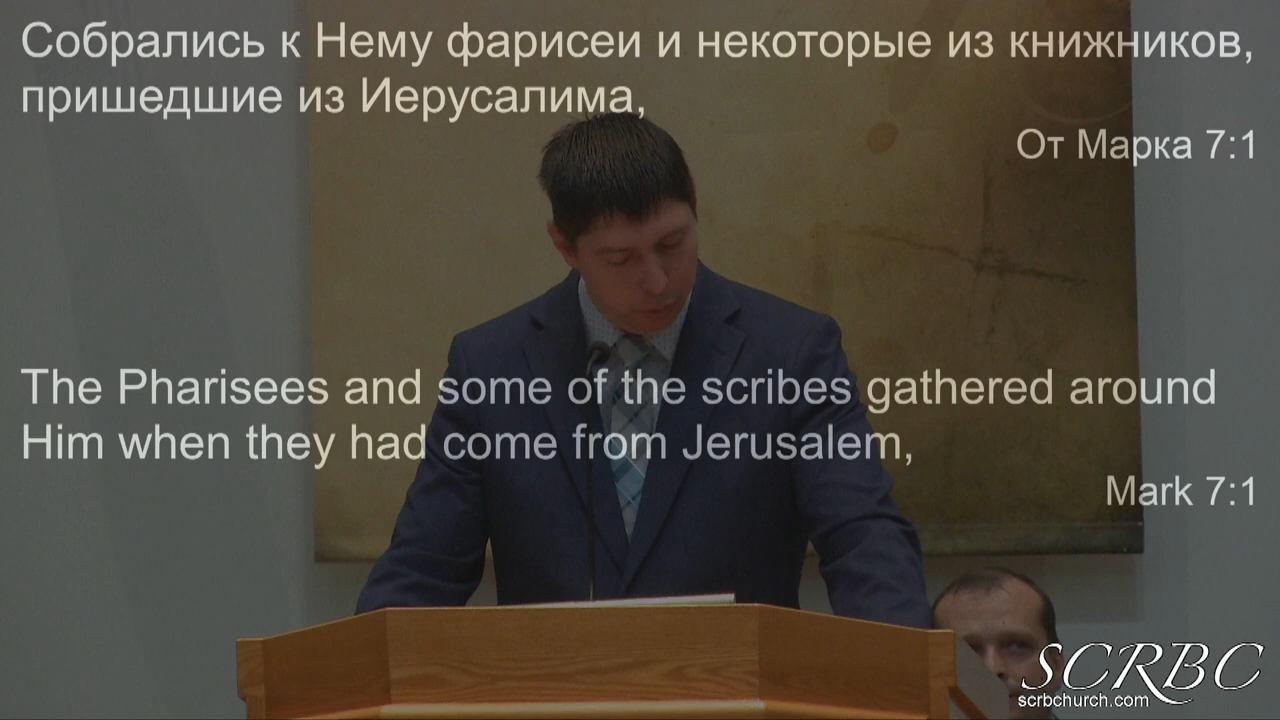 Собрались к Нему фарисеи и некоторые из книжников,
пришедшие из Иерусалима,
От Марка 7:1
The Pharisees and some of the scribes gathered around
Him when they had come from Jerusalem,
Mark 7:1
SCRBC
scrbchurch.com